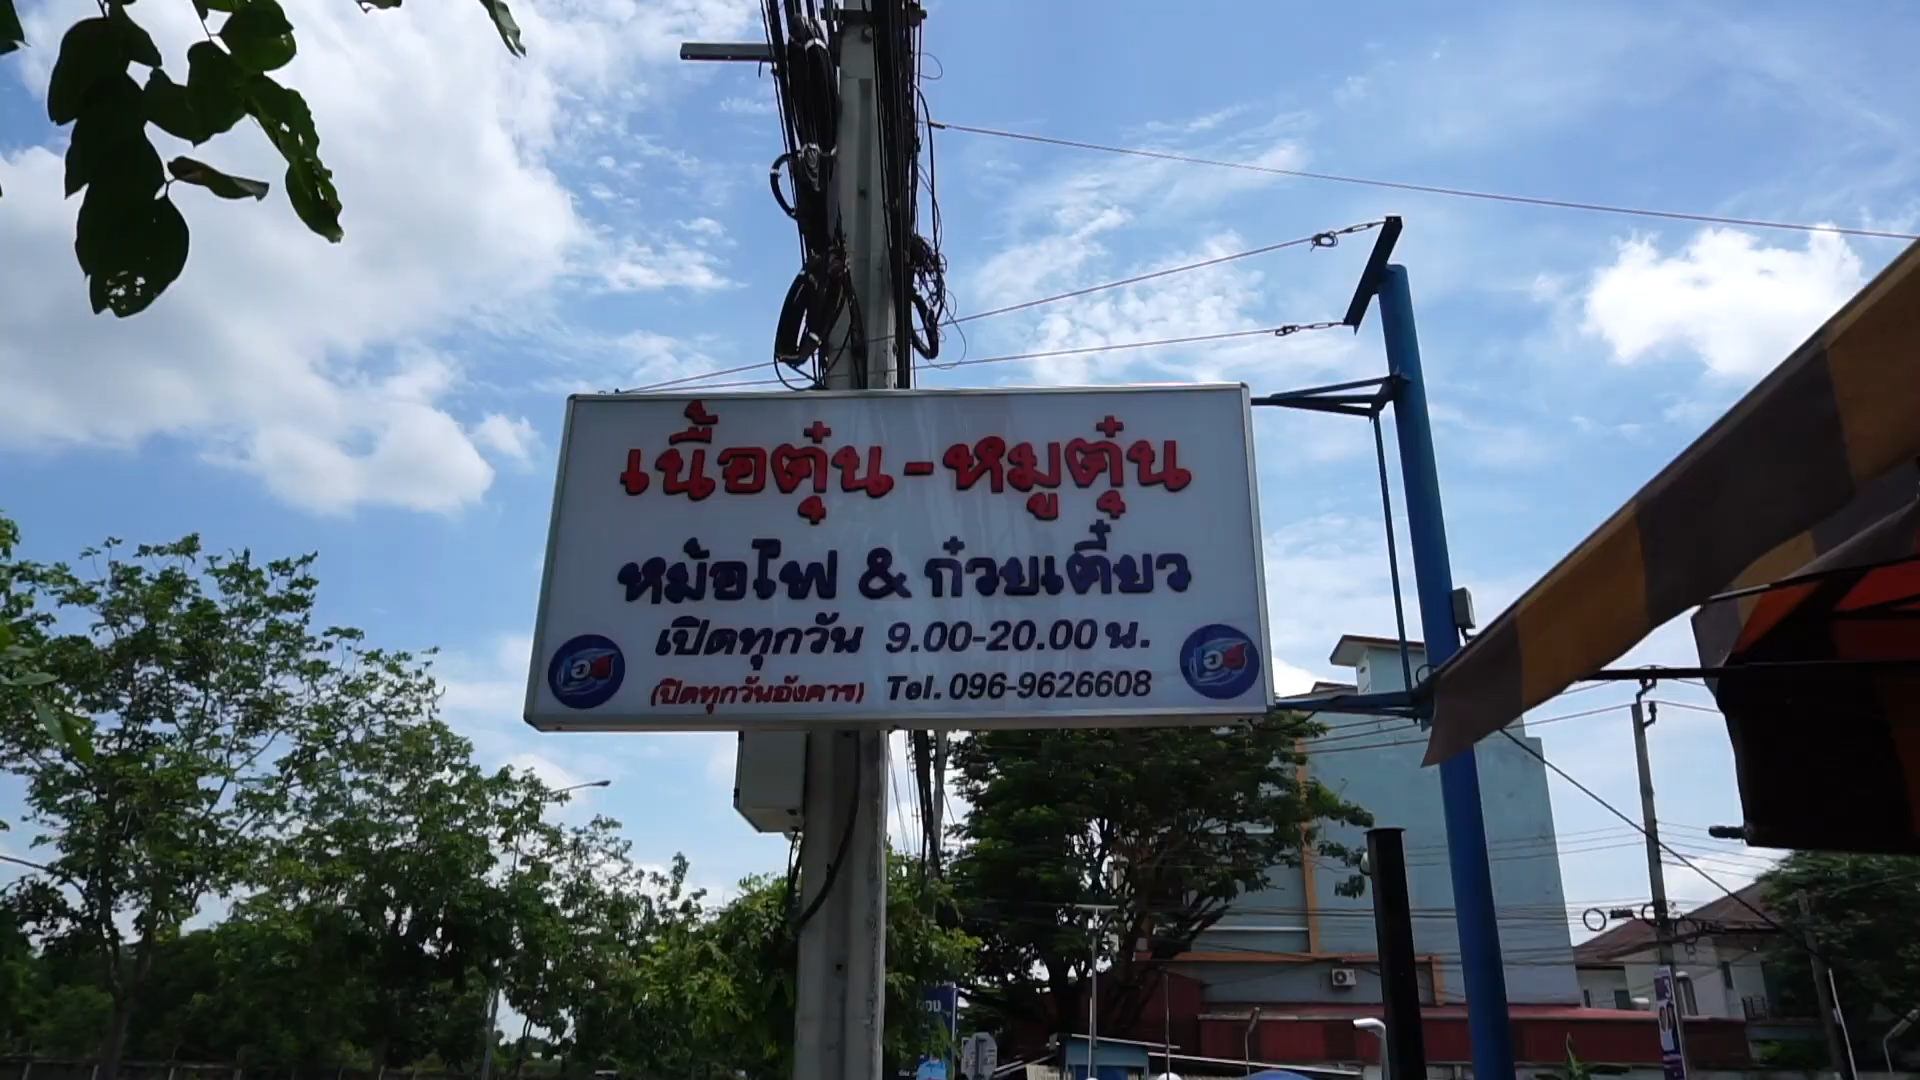 เนื้อตุ๋น - หมูตุ๋น
หม้อไฟ & ก๋วยเตี๋ยว
เปิดทุกวัน 9.00-20.00 น.
(ปิดทุกวันอังคาร) Tel. 096-9626608